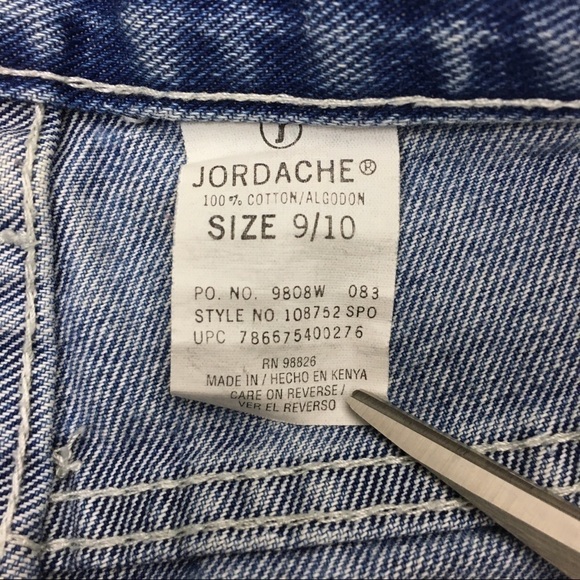 J
JORDACHE®
100% COTTON/ALGODON
SIZE 9/10
PO. NO. 9808W 083
STYLE NO. 108752 SPO
UPC 786675400276
RN 98826
MADE IN / HECHO EN KENYA
CARE ON REVERSE /
VER EL REVERSO